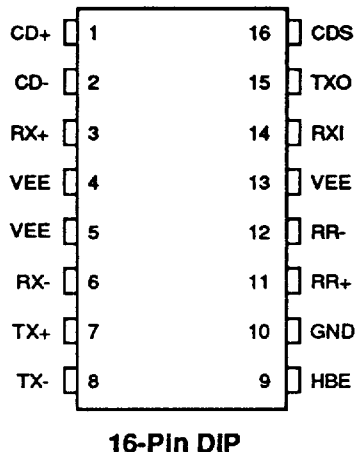 CD+ 1 16 CDS
CD- 2 15 TXO
RX+ 3 14 RXI
VEE 4 13 VEE
VEE 5 12 RR-
RX- 6 11 RR+
TX+ 7 10 GND
TX- 8 9 HBE
16-Pin DIP